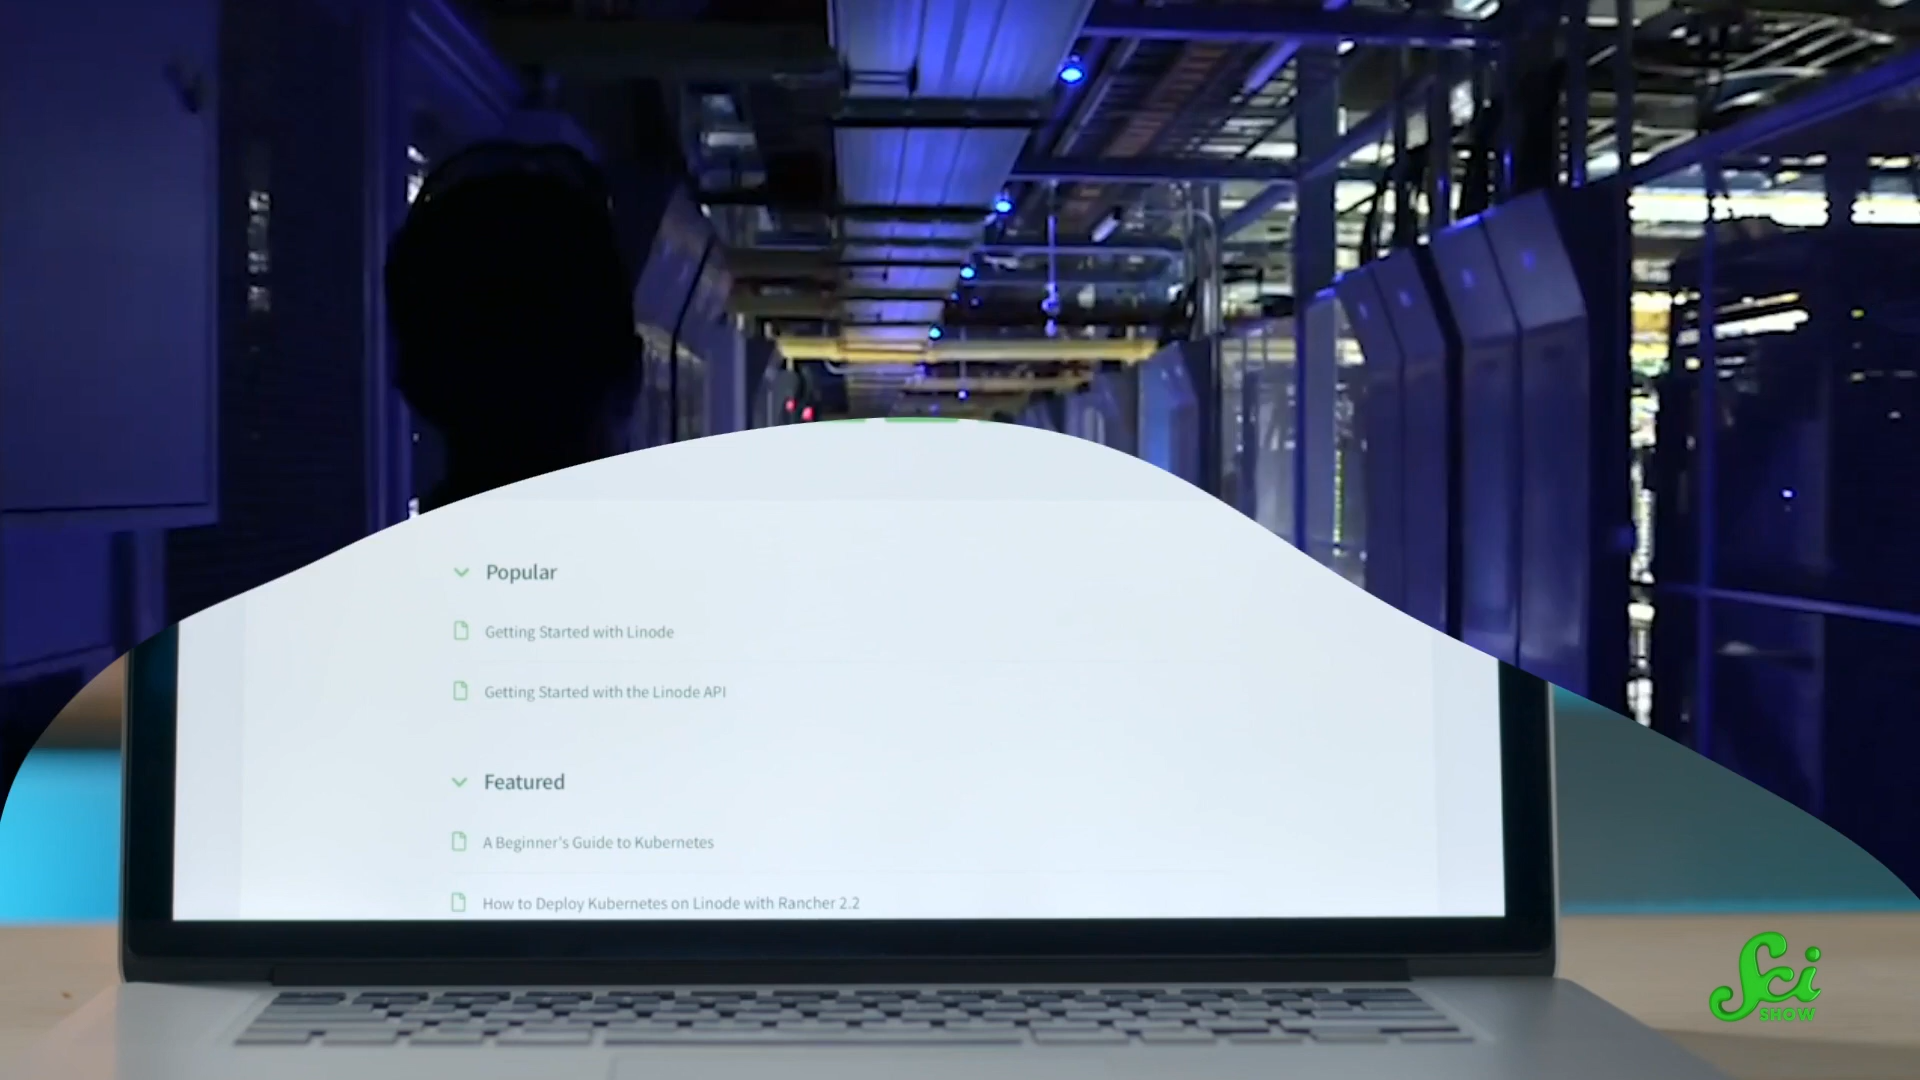 Popular
Getting Started with Linode
Getting Started with the Linode API
Featured
A Beginner's Guide to Kubernetes
How to Deploy Kubernetes on Linode with Rancher 2.2
Sci
SHOW